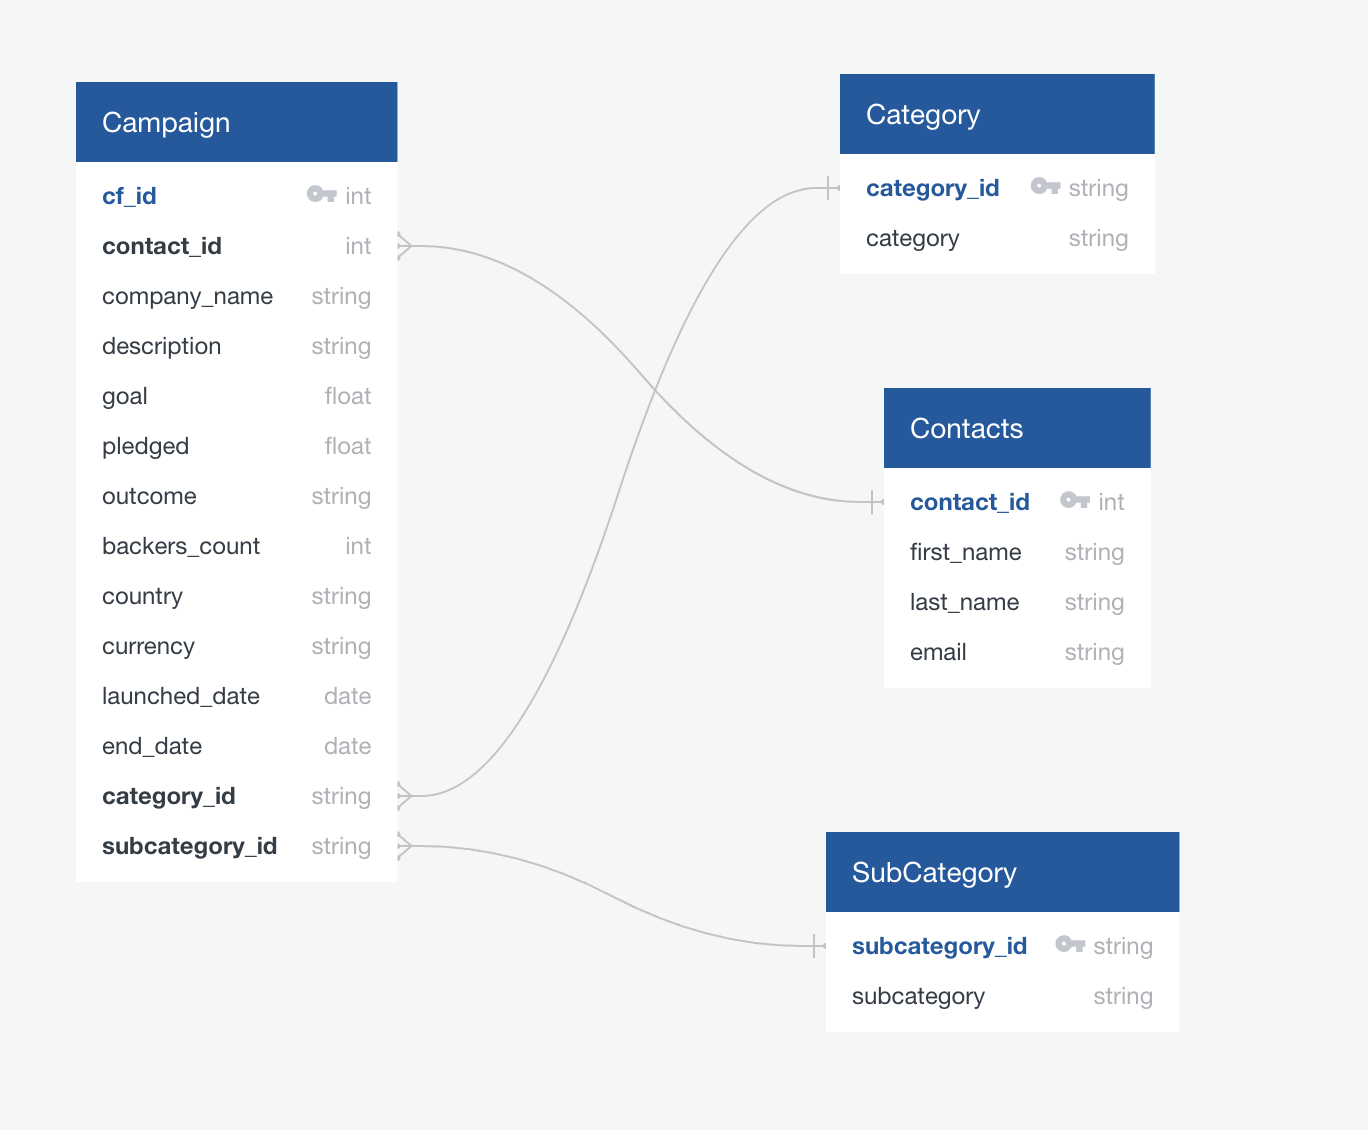 Campaign
cf_id int
contact_id int
company_name string
description string
goal float
pledged float
outcome string
backers_count int
country string
currency string
launched_date date
end_date date
category_id string
subcategory_id string
Category
category_id string
category string
Contacts
contact_id int
first_name string
last_name string
email string
SubCategory
subcategory_id string
subcategory string